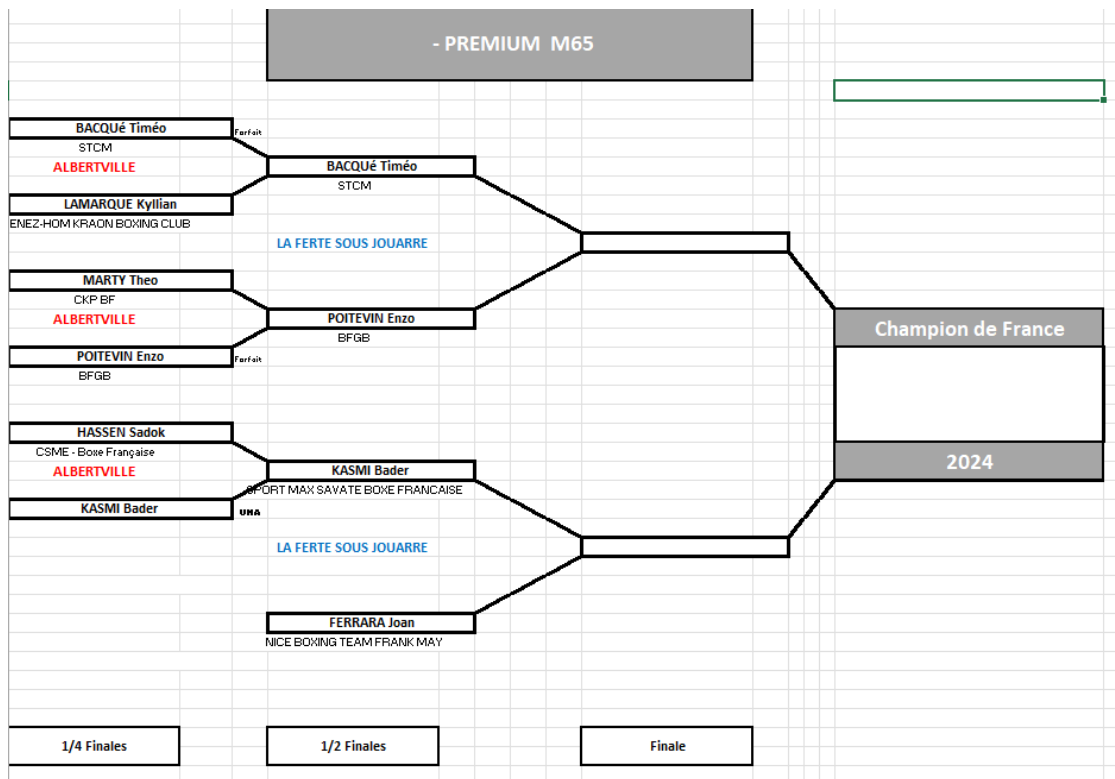 - PREMIUM M65
BACQUé Timéo
Forfait
STCM
ALBERTVILLE
BACQUé Timéo
STCM
LAMARQUE Kyllian
ENEZ-HOM KRAON BOXING CLUB
LA FERTE SOUS JOUARRE
MARTY Theo
CKP BF
ALBERTVILLE
POITEVIN Enzo
BFGB
Champion de France
POITEVIN Enzo
Forfait
BFGB
HASSEN Sadok
CSME - Boxe Française
ALBERTVILLE
KASMI Bader
SPORT MAX SAVATE BOXE FRANCAISE
2024
KASMI Bader
UNA
LA FERTE SOUS JOUARRE
FERRARA Joan
NICE BOXING TEAM FRANK MAY
1/4 Finales
1/2 Finales
Finale